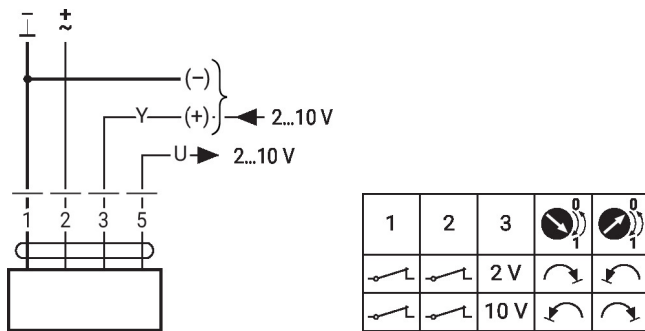 − +
⊥ ~
(−)
Y (+) 2...10 V
U 2...10 V
1 2 3 5
1 2 3 0 1 0 1
2 V
10 V